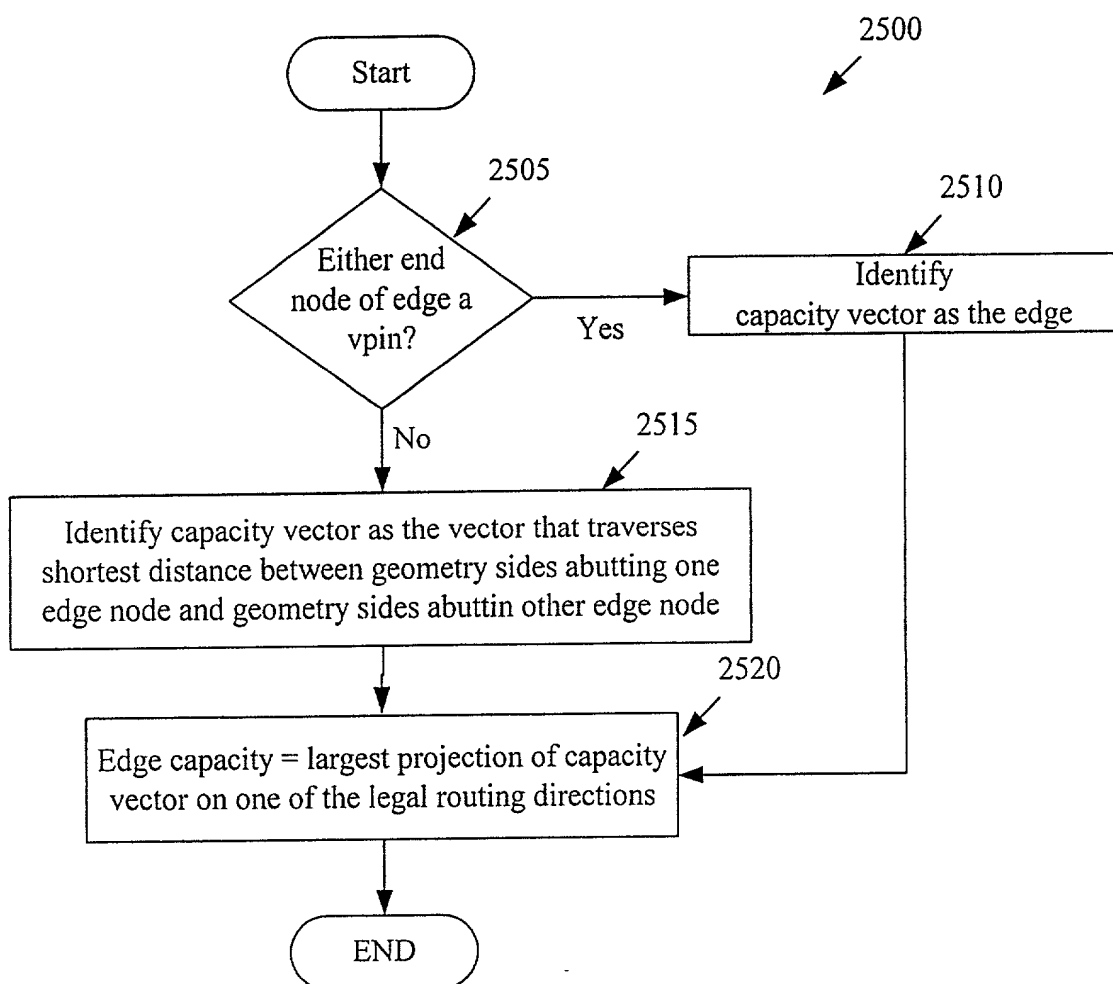 2500
Start
2505
Either end
node of edge a
vpin?
Yes
2510
Identify
capacity vector as the edge
No
2515
Identify capacity vector as the vector that traverses
shortest distance between geometry sides abutting one
edge node and geometry sides abuttin other edge node
2520
Edge capacity = largest projection of capacity
vector on one of the legal routing directions
END